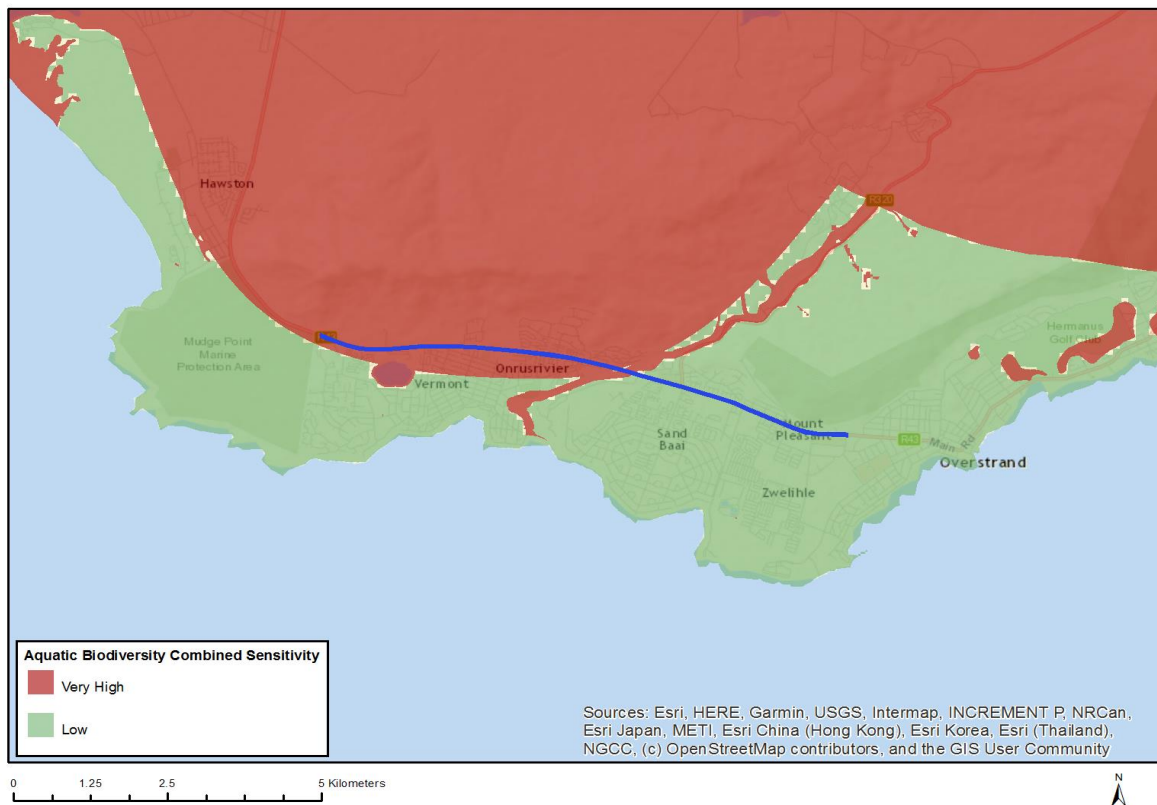 Hawston
R320
Mudge Point
Marine
Protection Area
Hermanus
Golf Club
Vermont
Onrusrivier
Sand
Baai
Mount
Pleasant
R43
Main Rd
Overstrand
Zwelihle
Aquatic Biodiversity Combined Sensitivity
Very High
Low
Sources: Esri, HERE, Garmin, USGS, Intermap, INCREMENT P, NRCan,
Esri Japan, METI, Esri China (Hong Kong), Esri Korea, Esri (Thailand),
NGCC, (c) OpenStreetMap contributors, and the GIS User Community
0 1.25 2.5 5 Kilometers
N